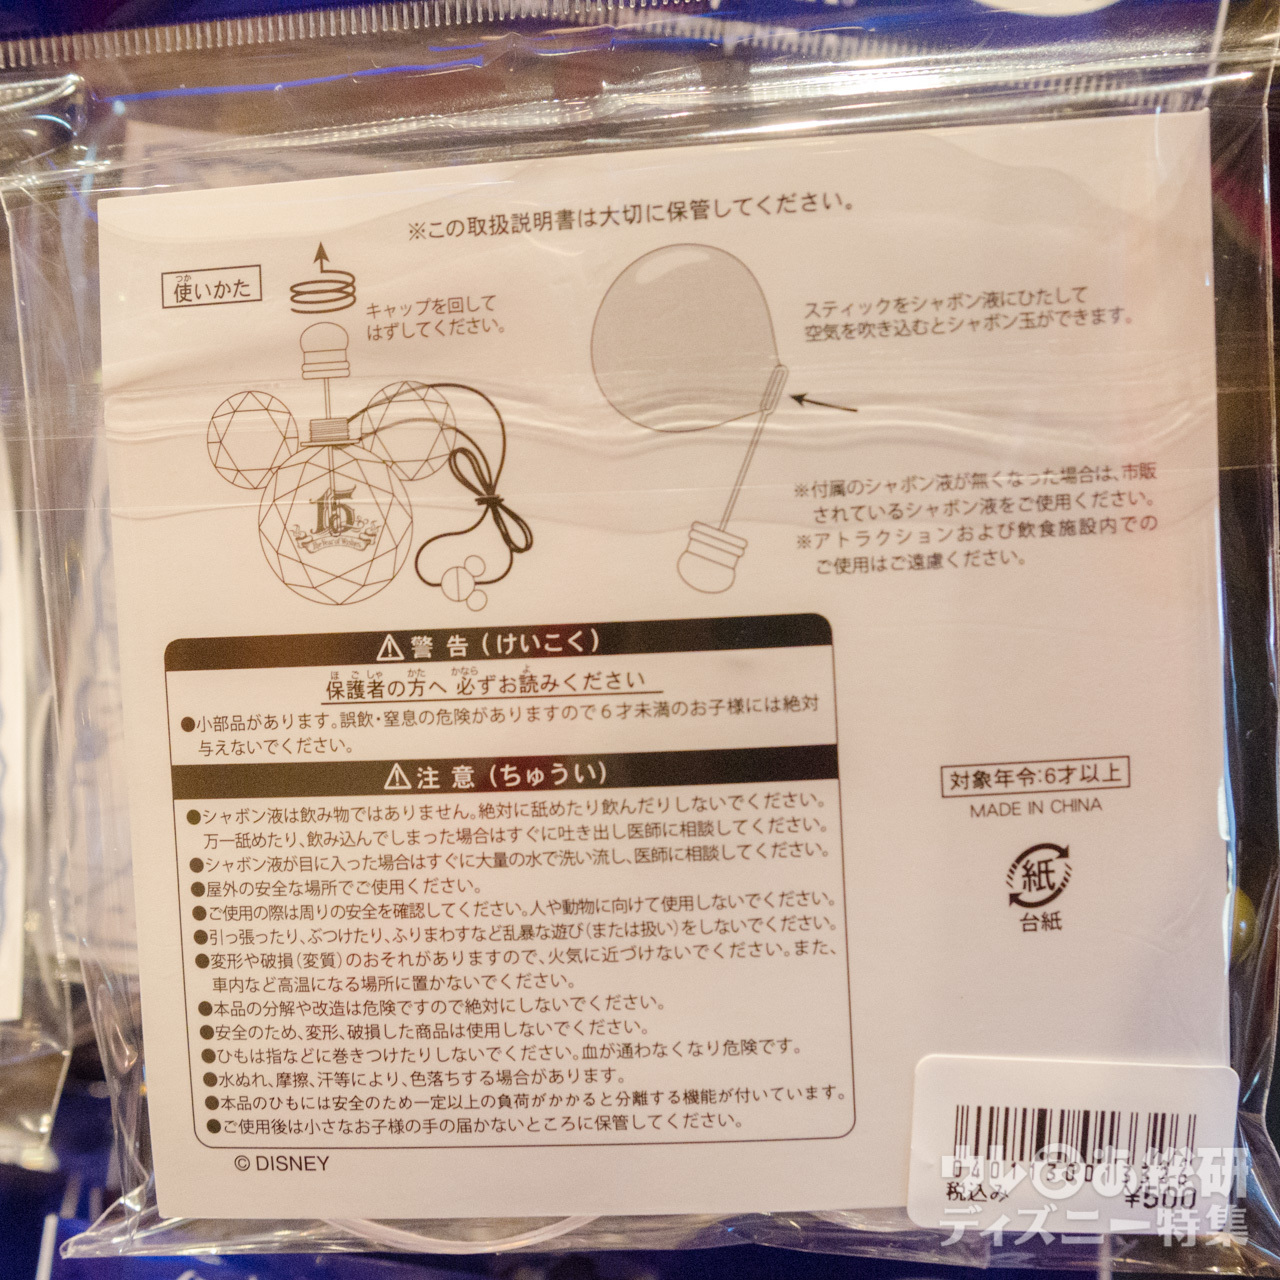 ※この取扱説明書は大切に保管してください。
つか
使いかた
キャップを回して
はずしてください。
スティックをシャボン液にひたして
空気を吹き込むとシャボン玉ができます。
15
The Year of Wishes
※付属のシャボン液が無くなった場合は、市販
されているシャボン液をご使用ください。
※アトラクションおよび飲食施設内での
ご使用はご遠慮ください。
⚠警告(けいこく)
ほごしゃ かた かなら よ
保護者の方へ 必ずお読みください
●小部品があります。誤飲・窒息の危険がありますので6才未満のお子様には絶対
与えないでください。
⚠注意(ちゅうい)
●シャボン液は飲み物ではありません。絶対に舐めたり飲んだりしないでください。
万一舐めたり、飲み込んでしまった場合はすぐに吐き出し医師に相談してください。
●シャボン液が目に入った場合はすぐに大量の水で洗い流し、医師に相談してください。
●屋外の安全な場所でご使用ください。
●ご使用の際は周りの安全を確認してください。人や動物に向けて使用しないでください。
●引っ張ったり、ぶつけたり、ふりまわすなど乱暴な遊び(または扱い)をしないでください。
●変形や破損(変質)のおそれがありますので、火気に近づけないでください。また、
車内など高温になる場所に置かないでください。
●本品の分解や改造は危険ですので絶対にしないでください。
●安全のため、変形、破損した商品は使用しないでください。
●ひもは指などに巻きつけたりしないでください。血が通わなくなり危険です。
●水ぬれ、摩擦、汗等により、色落ちする場合があります。
●本品のひもには安全のため一定以上の負荷がかかると分離する機能が付いています。
●ご使用後は小さなお子様の手の届かないところに保管してください。
© DISNEY
対象年令:6才以上
MADE IN CHINA
紙
台紙
税込み
¥500
ウレぴあ総研
ディズニー特集